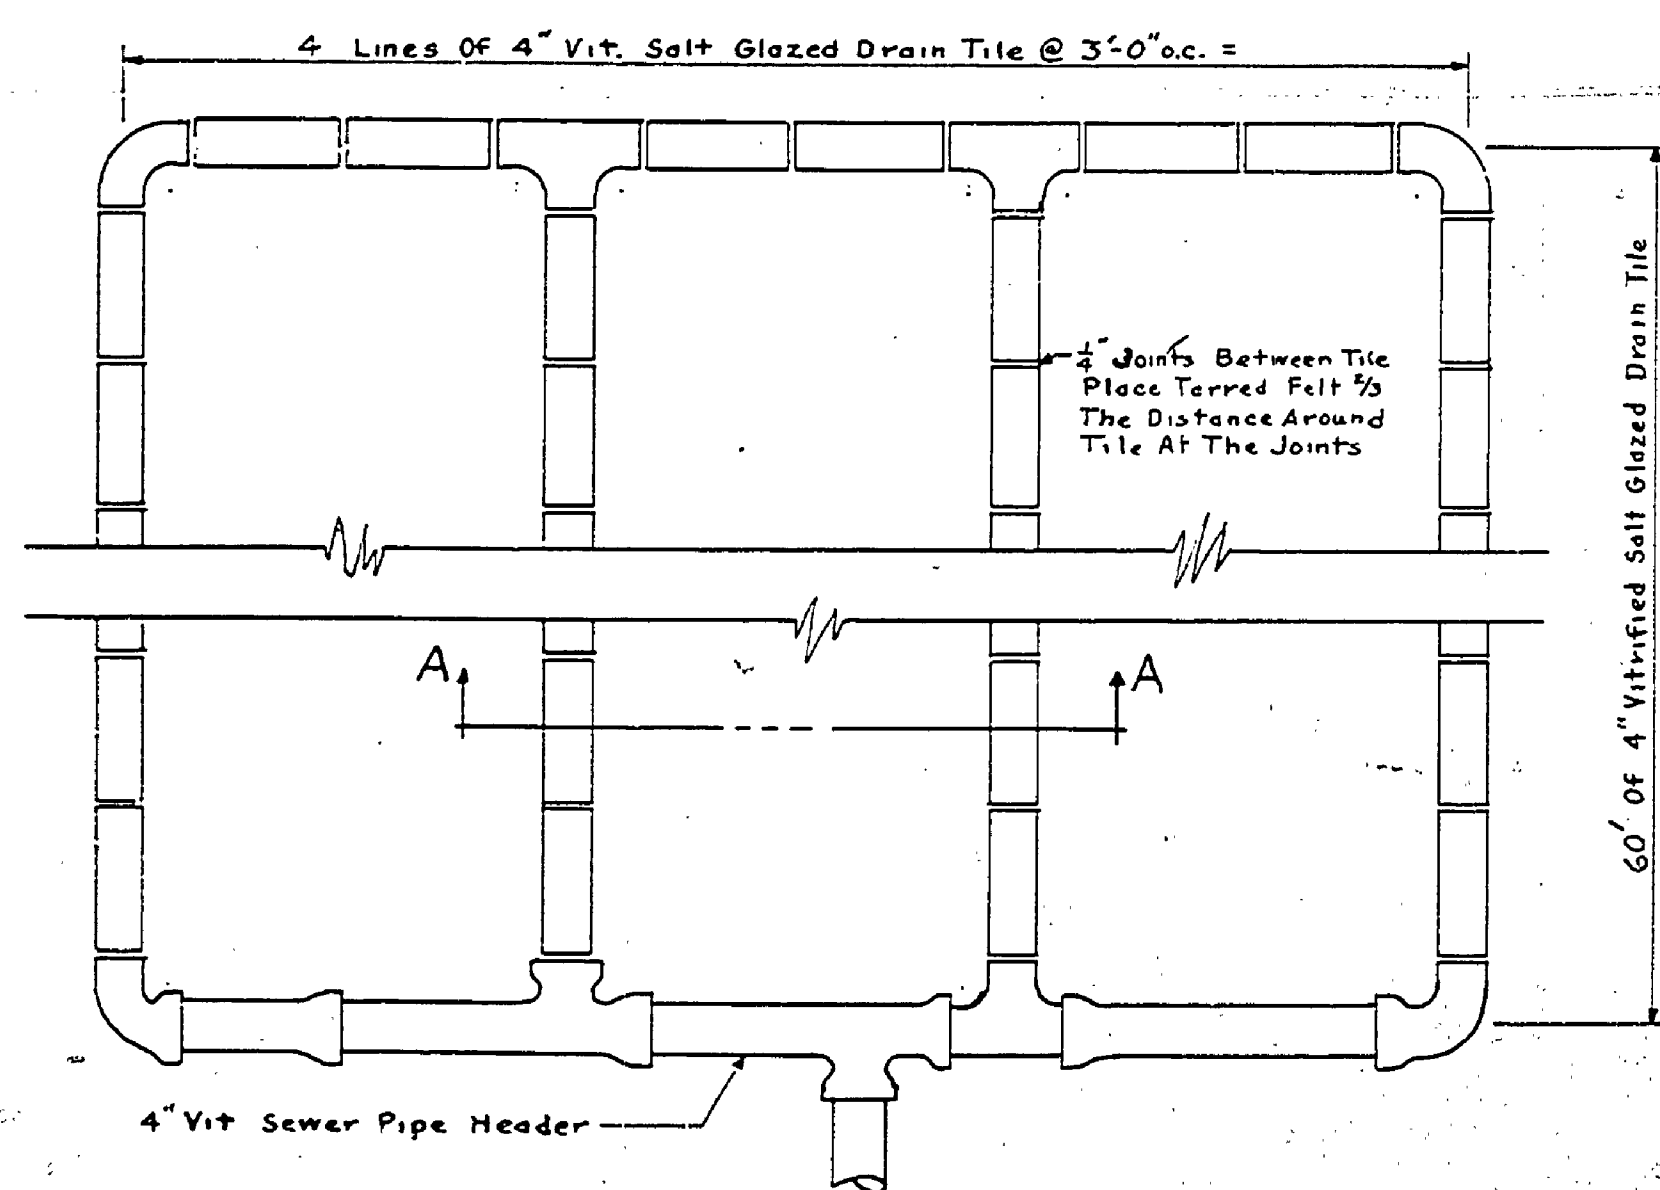 4 Lines Of 4" Vit. Salt Glazed Drain Tile @ 3'-0" o.c. =
1/4" Joints Between Tile
Place Tarred Felt 2/3
The Distance Around
Tile At The Joints
60' Of 4" Vitrified Salt Glazed Drain Tile
A A
4" Vit Sewer Pipe Header